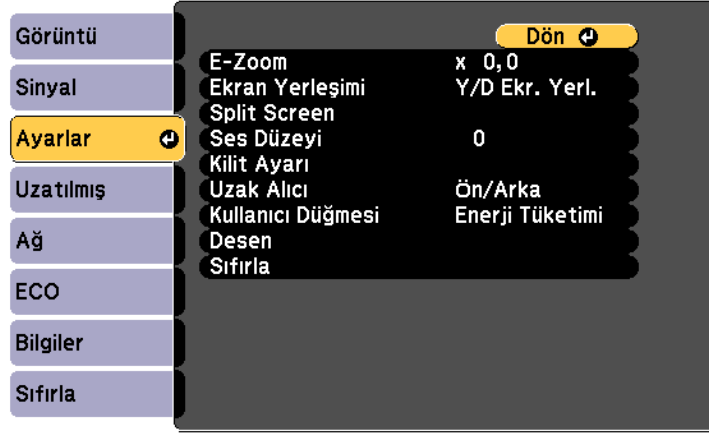 Görüntü
Sinyal
Ayarlar
Uzatılmış
Ağ
ECO
Bilgiler
Sıfırla
Dön
E-Zoom x 0,0
Ekran Yerleşimi Y/D Ekr. Yerl.
Split Screen
Ses Düzeyi 0
Kilit Ayarı
Uzak Alıcı Ön/Arka
Kullanıcı Düğmesi Enerji Tüketimi
Desen
Sıfırla